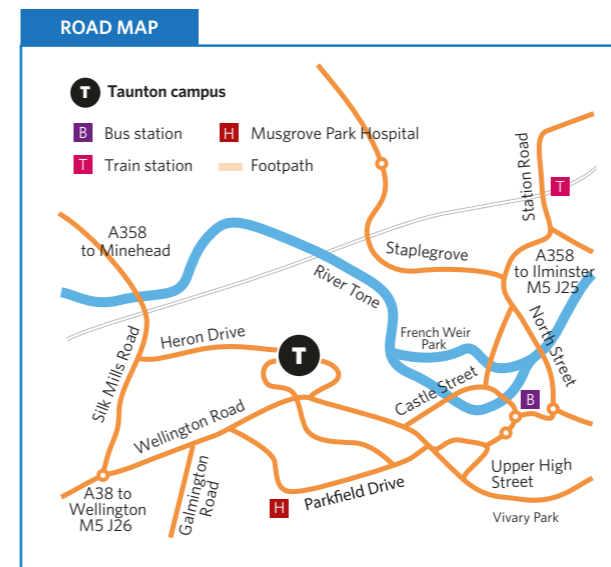 ROAD MAP
T Taunton campus
B Bus station
H Musgrove Park Hospital
T Train station
Footpath
Station Road
T
A358
to Minehead
Staplegrove
A358
to Ilminster
M5 J25
River Tone
French Weir
Park
North Street
Heron Drive
T
Silk Mills Road
Castle Street
B
Wellington Road
Upper High
Street
A38 to
Wellington
M5 J26
Galmington
Road
H
Parkfield Drive
Vivary Park